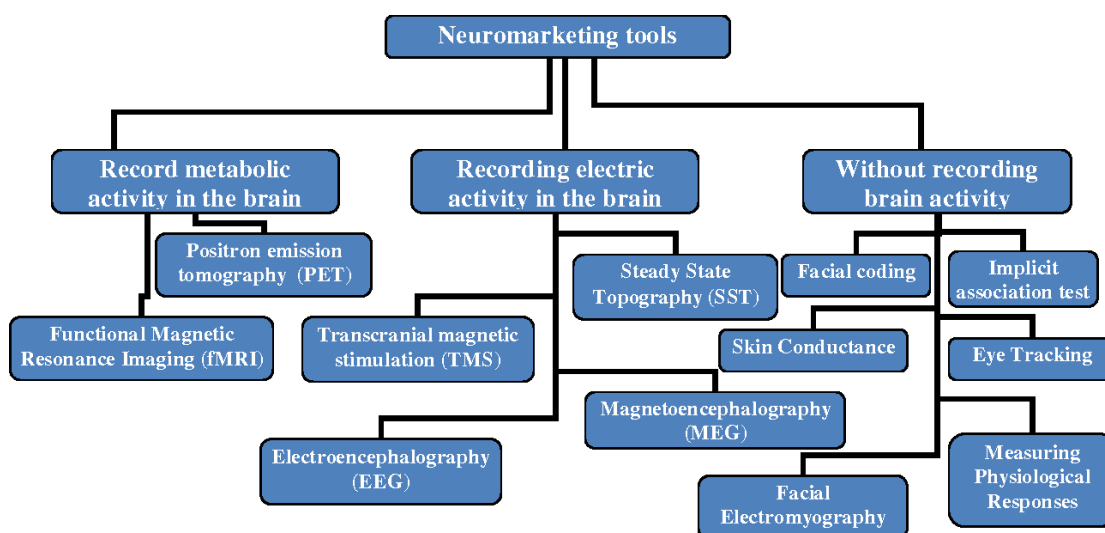 Neuromarketing tools
Record metabolic
activity in the brain
Recording electric
activity in the brain
Without recording
brain activity
Positron emission
tomography (PET)
Functional Magnetic
Resonance Imaging (fMRI)
Steady State
Topography (SST)
Transcranial magnetic
stimulation (TMS)
Magnetoencephalography
(MEG)
Electroencephalography
(EEG)
Facial coding
Implicit
association test
Skin Conductance
Eye Tracking
Measuring
Physiological
Responses
Facial
Electromyography